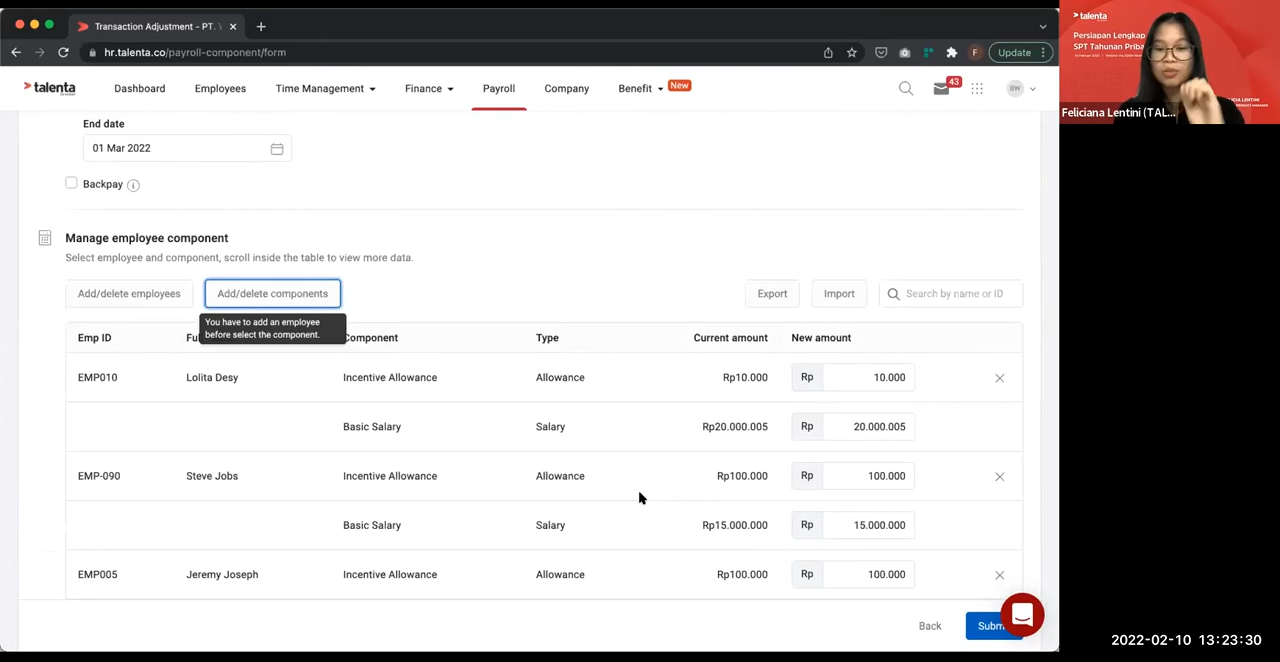 Transaction Adjustment - PT.
hr.talenta.co/payroll-component/form
F
Update
talenta
Dashboard
Employees
Time Management
Finance
Payroll
Company
Benefit
New
43
BW
End date
01 Mar 2022
Backpay
Manage employee component
Select employee and component, scroll inside the table to view more data.
Add/delete employees
Add/delete components
Export
Import
Search by name or ID
You have to add an employee
before select the component.
Emp ID
Fu
Component
Type
Current amount
New amount
EMP010 Lolita Desy Incentive Allowance Allowance Rp10.000 Rp 10.000
Basic Salary Salary Rp20.000.005 Rp 20.000.005
EMP-090 Steve Jobs Incentive Allowance Allowance Rp100.000 Rp 100.000
Basic Salary Salary Rp15.000.000 Rp 15.000.000
EMP005 Jeremy Joseph Incentive Allowance Allowance Rp100.000 Rp 100.000
Back
Subm
talenta
Persiapan Lengkap
SPT Tahunan Priba
Feliciana Lentini (TAL...
2022-02-10 13:23:30